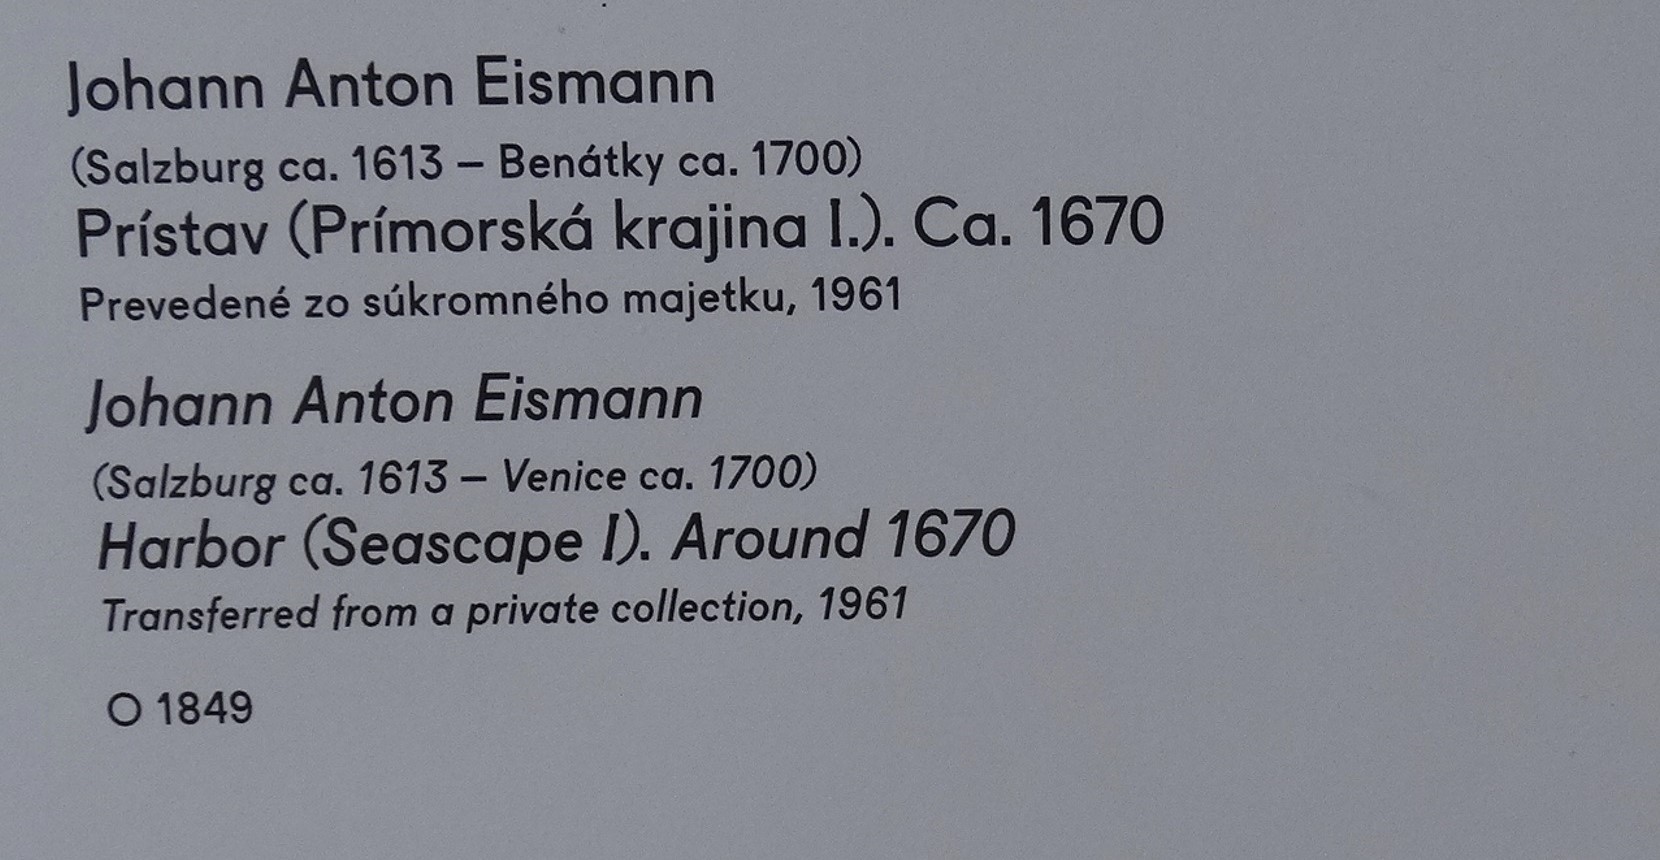 Johann Anton Eismann
(Salzburg ca. 1613 – Benátky ca. 1700)
Prístav (Prímorská krajina I.). Ca. 1670
Prevedené zo súkromného majetku, 1961
Johann Anton Eismann
(Salzburg ca. 1613 – Venice ca. 1700)
Harbor (Seascape I). Around 1670
Transferred from a private collection, 1961
O 1849